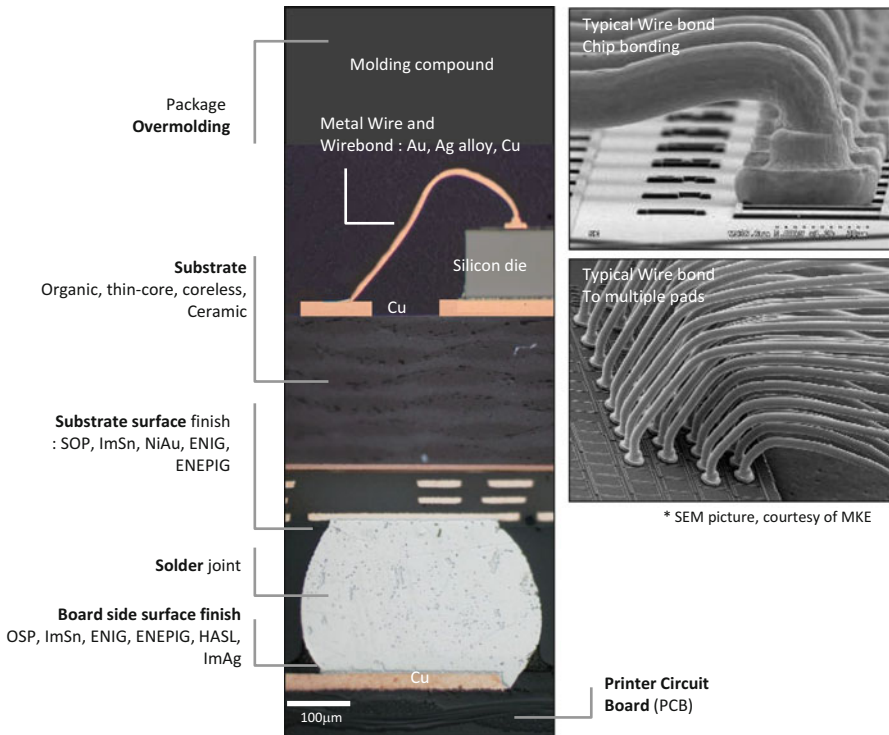 Molding compound
Package
Overmolding
Metal Wire and
Wirebond : Au, Ag alloy, Cu
Silicon die
Cu
Substrate
Organic, thin-core, coreless,
Ceramic
Substrate surface finish
: SOP, ImSn, NiAu, ENIG,
ENEPIG
Solder joint
Board side surface finish
OSP, ImSn, ENIG, ENEPIG, HASL,
ImAg
Cu
100μm
Printer Circuit
Board (PCB)
Typical Wire bond
Chip bonding
Typical Wire bond
To multiple pads
* SEM picture, courtesy of MKE